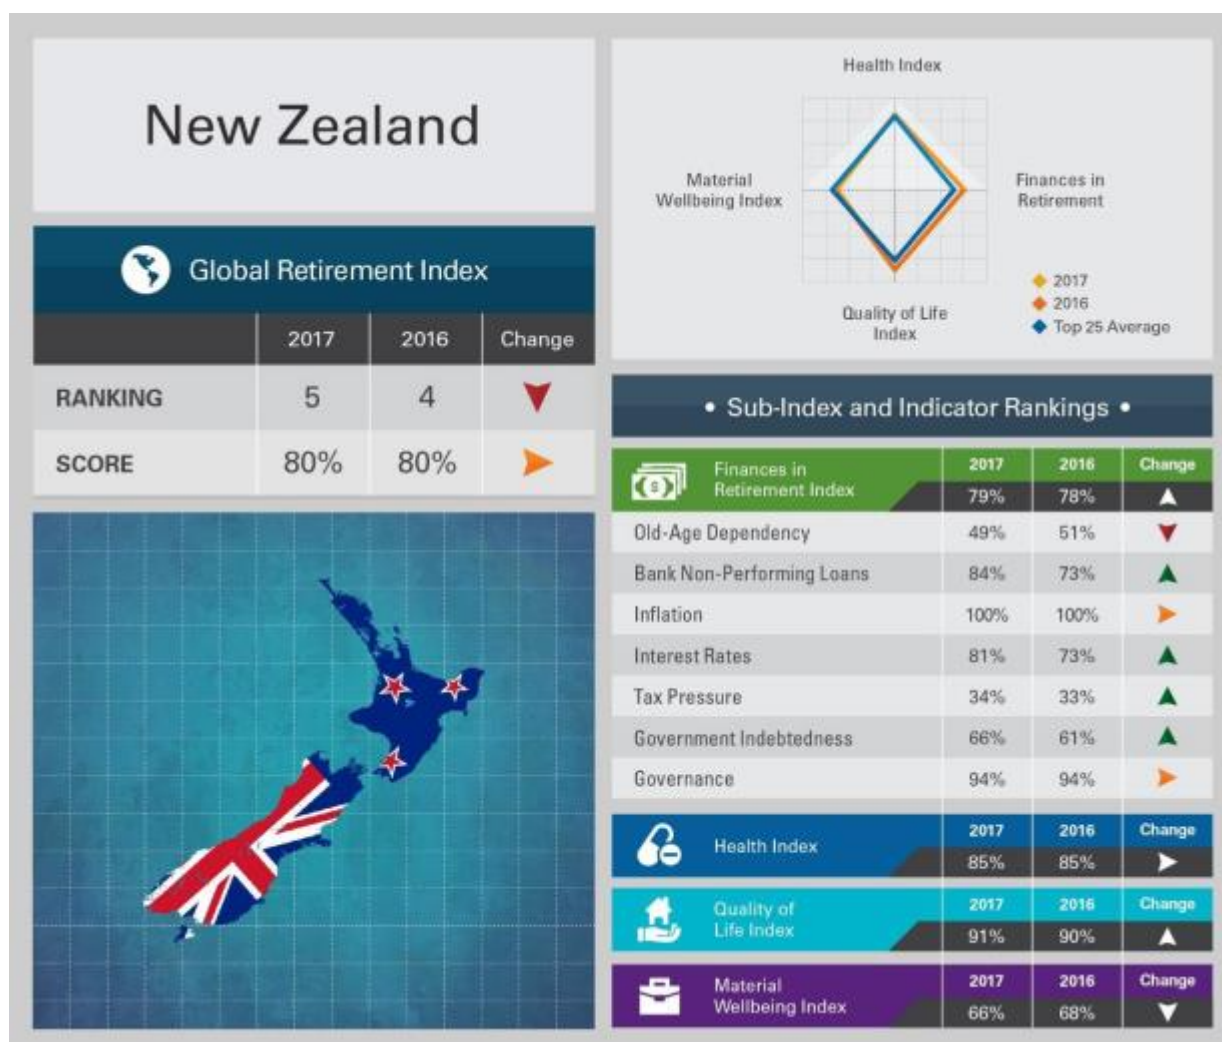 New Zealand
Global Retirement Index
2017 2016 Change
RANKING 5 4
SCORE 80% 80%
Health Index
Material
Wellbeing Index
Finances in
Retirement
Quality of Life
Index
2017
2016
Top 25 Average
• Sub-Index and Indicator Rankings •
Finances in
Retirement Index
2017 2016 Change
79% 78%
Old-Age Dependency 49% 51%
Bank Non-Performing Loans 84% 73%
Inflation 100% 100%
Interest Rates 81% 73%
Tax Pressure 34% 33%
Government Indebtedness 66% 61%
Governance 94% 94%
Health Index
2017 2016 Change
85% 85%
Quality of
Life Index
2017 2016 Change
91% 90%
Material
Wellbeing Index
2017 2016 Change
66% 68%